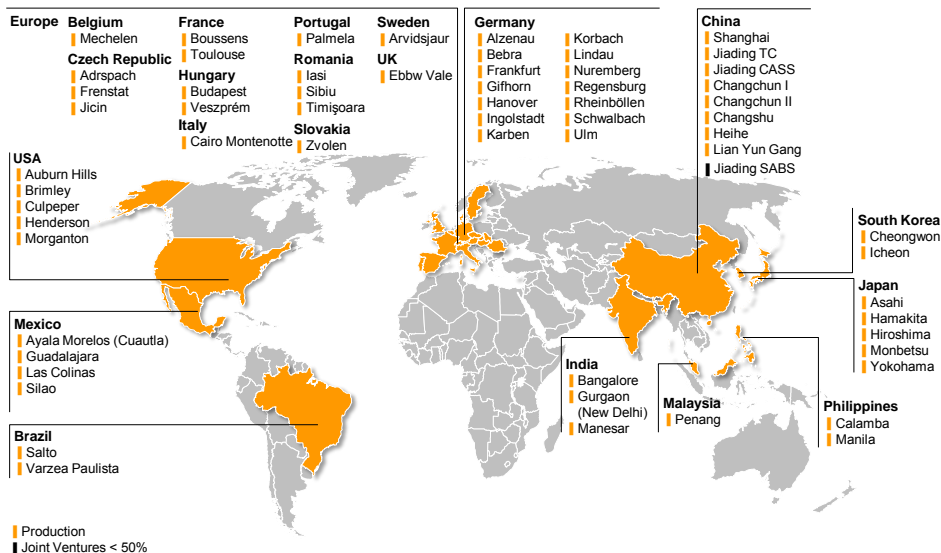 Europe
Belgium
Mechelen
Czech Republic
Adrspach
Frenstat
Jicin
France
Boussens
Toulouse
Hungary
Budapest
Veszprém
Italy
Cairo Montenotte
Portugal
Palmela
Romania
Iasi
Sibiu
Timişoara
Slovakia
Zvolen
Sweden
Arvidsjaur
UK
Ebbw Vale
Germany
Alzenau
Bebra
Frankfurt
Gifhorn
Hanover
Ingolstadt
Karben
Korbach
Lindau
Nuremberg
Regensburg
Rheinböllen
Schwalbach
Ulm
China
Shanghai
Jiading TC
Jiading CASS
Changchun I
Changchun II
Changshu
Heihe
Lian Yun Gang
Jiading SABS
USA
Auburn Hills
Brimley
Culpeper
Henderson
Morganton
South Korea
Cheongwon
Icheon
Japan
Asahi
Hamakita
Hiroshima
Monbetsu
Yokohama
Mexico
Ayala Morelos (Cuautla)
Guadalajara
Las Colinas
Silao
India
Bangalore
Gurgaon
(New Delhi)
Manesar
Malaysia
Penang
Philippines
Calamba
Manila
Brazil
Salto
Varzea Paulista
Production
Joint Ventures < 50%